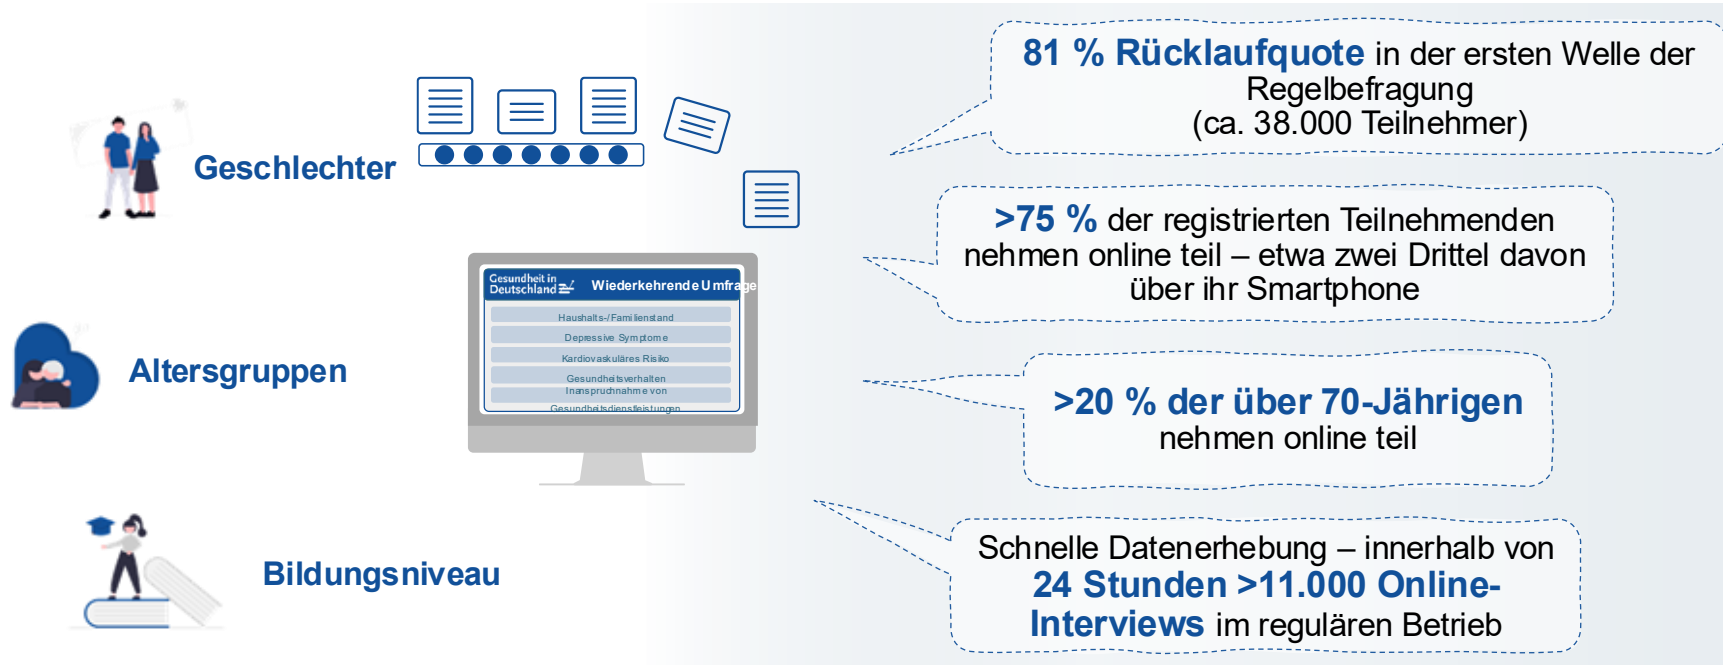 Geschlechter
Altersgruppen
Bildungsniveau
Gesundheit in
Deutschland
Wiederkehrende Umfrage
Haushalts-/Familienstand
Depressive Symptome
Kardiovaskuläres Risiko
Gesundheitsverhalten
Inanspruchnahme von
Gesundheitsdienstleistungen
81 % Rücklaufquote in der ersten Welle der
Regelbefragung
(ca. 38.000 Teilnehmer)
>75 % der registrierten Teilnehmenden
nehmen online teil – etwa zwei Drittel davon
über ihr Smartphone
>20 % der über 70-Jährigen
nehmen online teil
Schnelle Datenerhebung – innerhalb von
24 Stunden >11.000 Online-
Interviews im regulären Betrieb